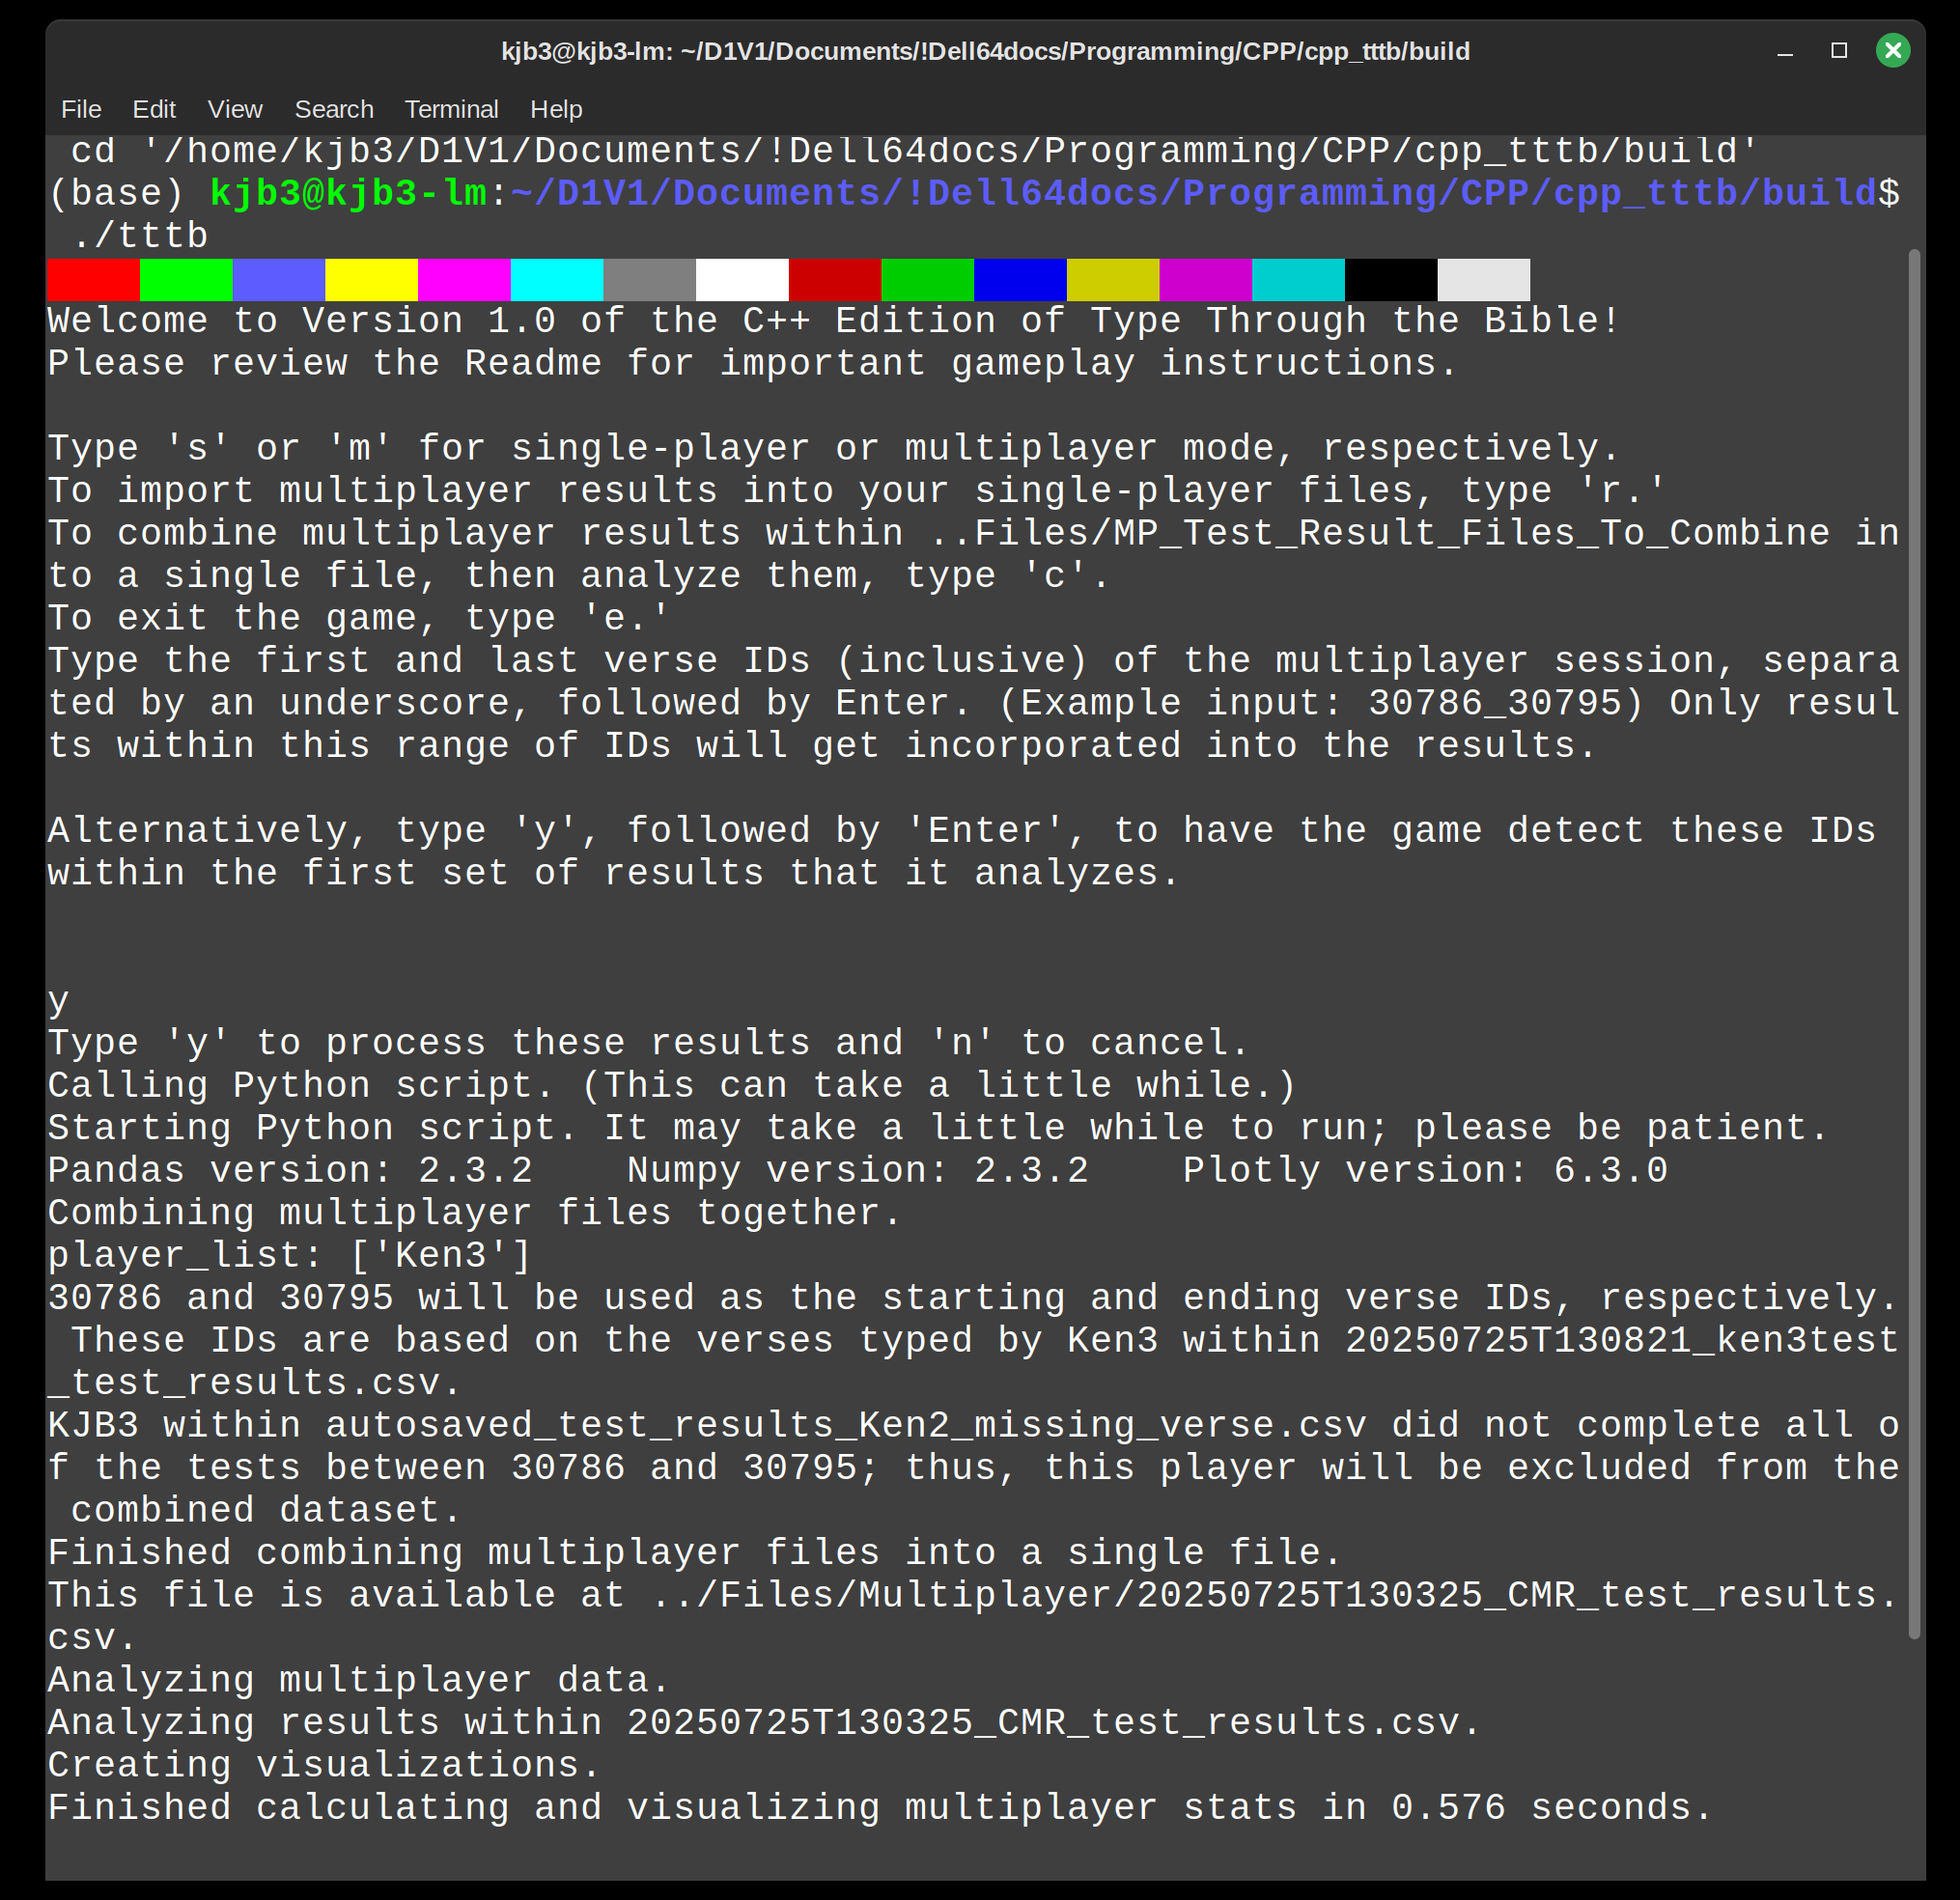 kjb3@kjb3-lm: ~/D1V1/Documents/!Dell64docs/Programming/CPP/cpp_tttb/build
File Edit View Search Terminal Help
cd '/home/kjb3/D1V1/Documents/!Dell64docs/Programming/CPP/cpp_tttb/build'
(base) kjb3@kjb3-lm:~/D1V1/Documents/!Dell64docs/Programming/CPP/cpp_tttb/build$
./tttb
Welcome to Version 1.0 of the C++ Edition of Type Through the Bible!
Please review the Readme for important gameplay instructions.
Type 's' or 'm' for single-player or multiplayer mode, respectively.
To import multiplayer results into your single-player files, type 'r.'
To combine multiplayer results within ..Files/MP_Test_Result_Files_To_Combine in
to a single file, then analyze them, type 'c'.
To exit the game, type 'e.'
Type the first and last verse IDs (inclusive) of the multiplayer session, separa
ted by an underscore, followed by Enter. (Example input: 30786_30795) Only resul
ts within this range of IDs will get incorporated into the results.
Alternatively, type 'y', followed by 'Enter', to have the game detect these IDs
within the first set of results that it analyzes.
y
Type 'y' to process these results and 'n' to cancel.
Calling Python script. (This can take a little while.)
Starting Python script. It may take a little while to run; please be patient.
Pandas version: 2.3.2    Numpy version: 2.3.2    Plotly version: 6.3.0
Combining multiplayer files together.
player_list: ['Ken3']
30786 and 30795 will be used as the starting and ending verse IDs, respectively.
These IDs are based on the verses typed by Ken3 within 20250725T130821_ken3test
_test_results.csv.
KJB3 within autosaved_test_results_Ken2_missing_verse.csv did not complete all o
f the tests between 30786 and 30795; thus, this player will be excluded from the
combined dataset.
Finished combining multiplayer files into a single file.
This file is available at ../Files/Multiplayer/20250725T130325_CMR_test_results.
csv.
Analyzing multiplayer data.
Analyzing results within 20250725T130325_CMR_test_results.csv.
Creating visualizations.
Finished calculating and visualizing multiplayer stats in 0.576 seconds.